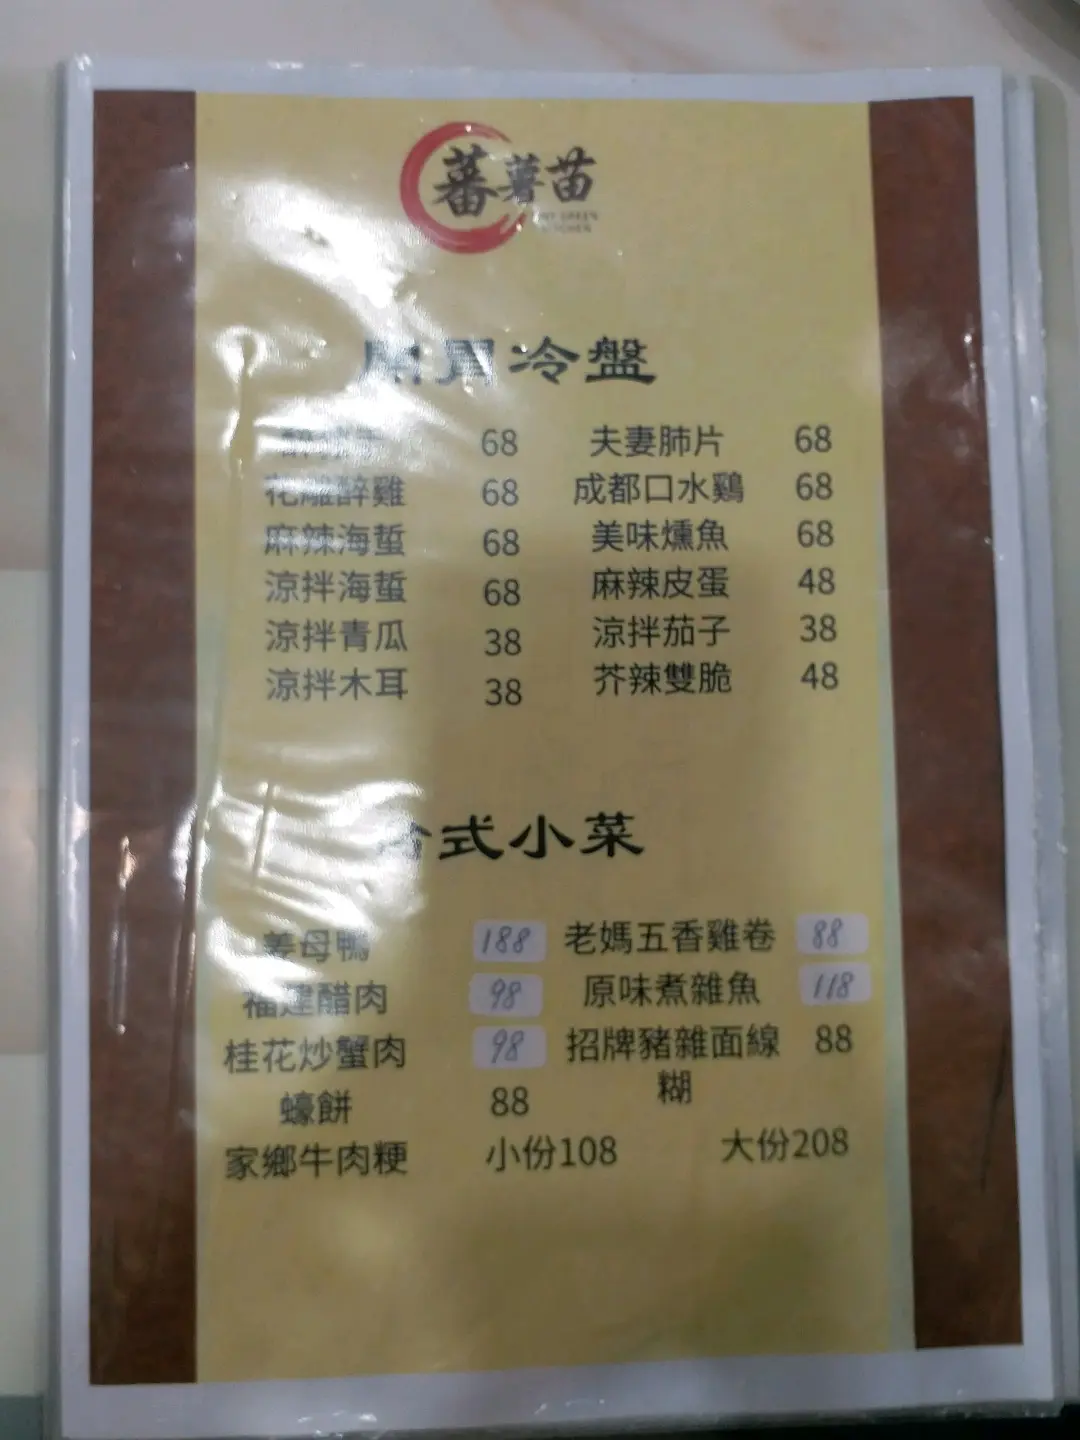 蕃薯苗
冷盤
68 夫妻肺片 68
花雕醉雞 68 成都口水鷄 68
麻辣海蜇 68 美味燻魚 68
涼拌海蜇 68 麻辣皮蛋 48
涼拌青瓜 38 涼拌茄子 38
涼拌木耳 38 芥辣雙脆 48
式小菜
姜母鴨 188 老媽五香雞卷 88
福建醋肉 98 原味煮雜魚 118
桂花炒蟹肉 98 招牌豬雜面線糊 88
蠔餅 88
家鄉牛肉粳 小份108 大份208